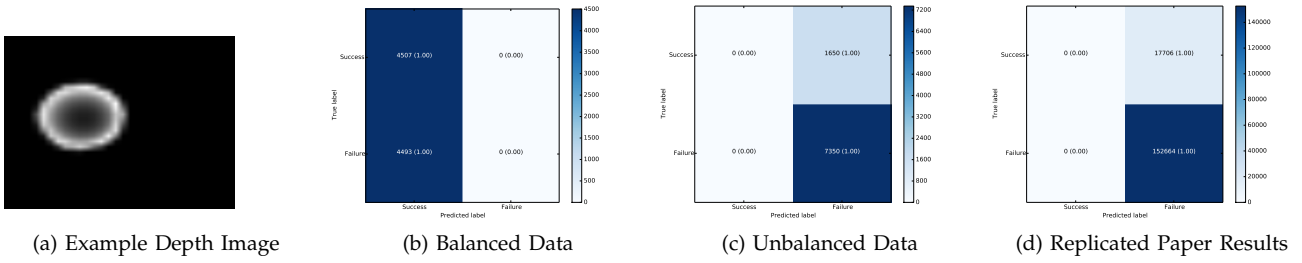 4507 (1.00)
0 (0.00)
4493 (1.00)
0 (0.00)
Success
Failure
True label
Success
Failure
Predicted label
4500
4000
3500
3000
2500
2000
1500
1000
500
0
0 (0.00)
1650 (1.00)
0 (0.00)
7350 (1.00)
Success
Failure
True label
Success
Failure
Predicted label
7200
6400
5600
4800
4000
3200
2400
1600
800
0
0 (0.00)
17706 (1.00)
0 (0.00)
152664 (1.00)
Success
Failure
True label
Success
Failure
Predicted label
140000
120000
100000
80000
60000
40000
20000
0
(a) Example Depth Image
(b) Balanced Data
(c) Unbalanced Data
(d) Replicated Paper Results